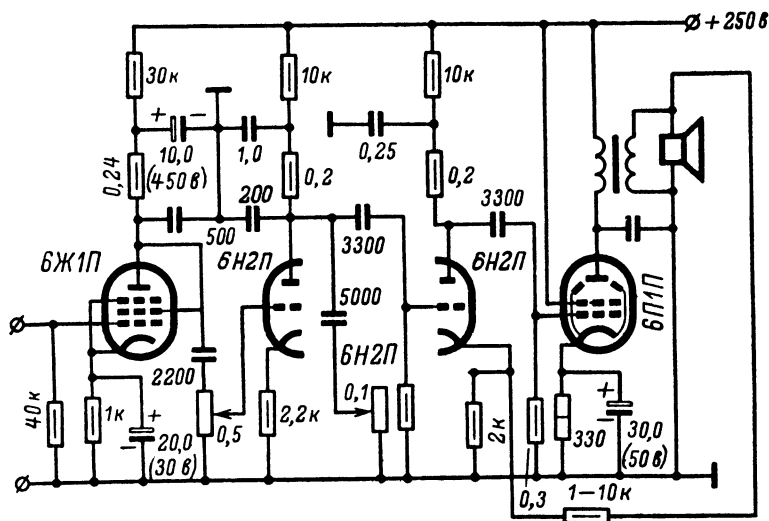 + 250 в
30к
10к
10к
+
−
10,0
(450 в)
1,0
0,25
0,24
0,2
0,2
200
500
3300
3300
6Ж1П
6Н2П
6Н2П
6П1П
5000
6Н2П
2200
0,1
40к
1к
+
−
20,0
(30 в)
0,5
2,2к
2к
0,3
330
+
−
30,0
(50 в)
1–10к